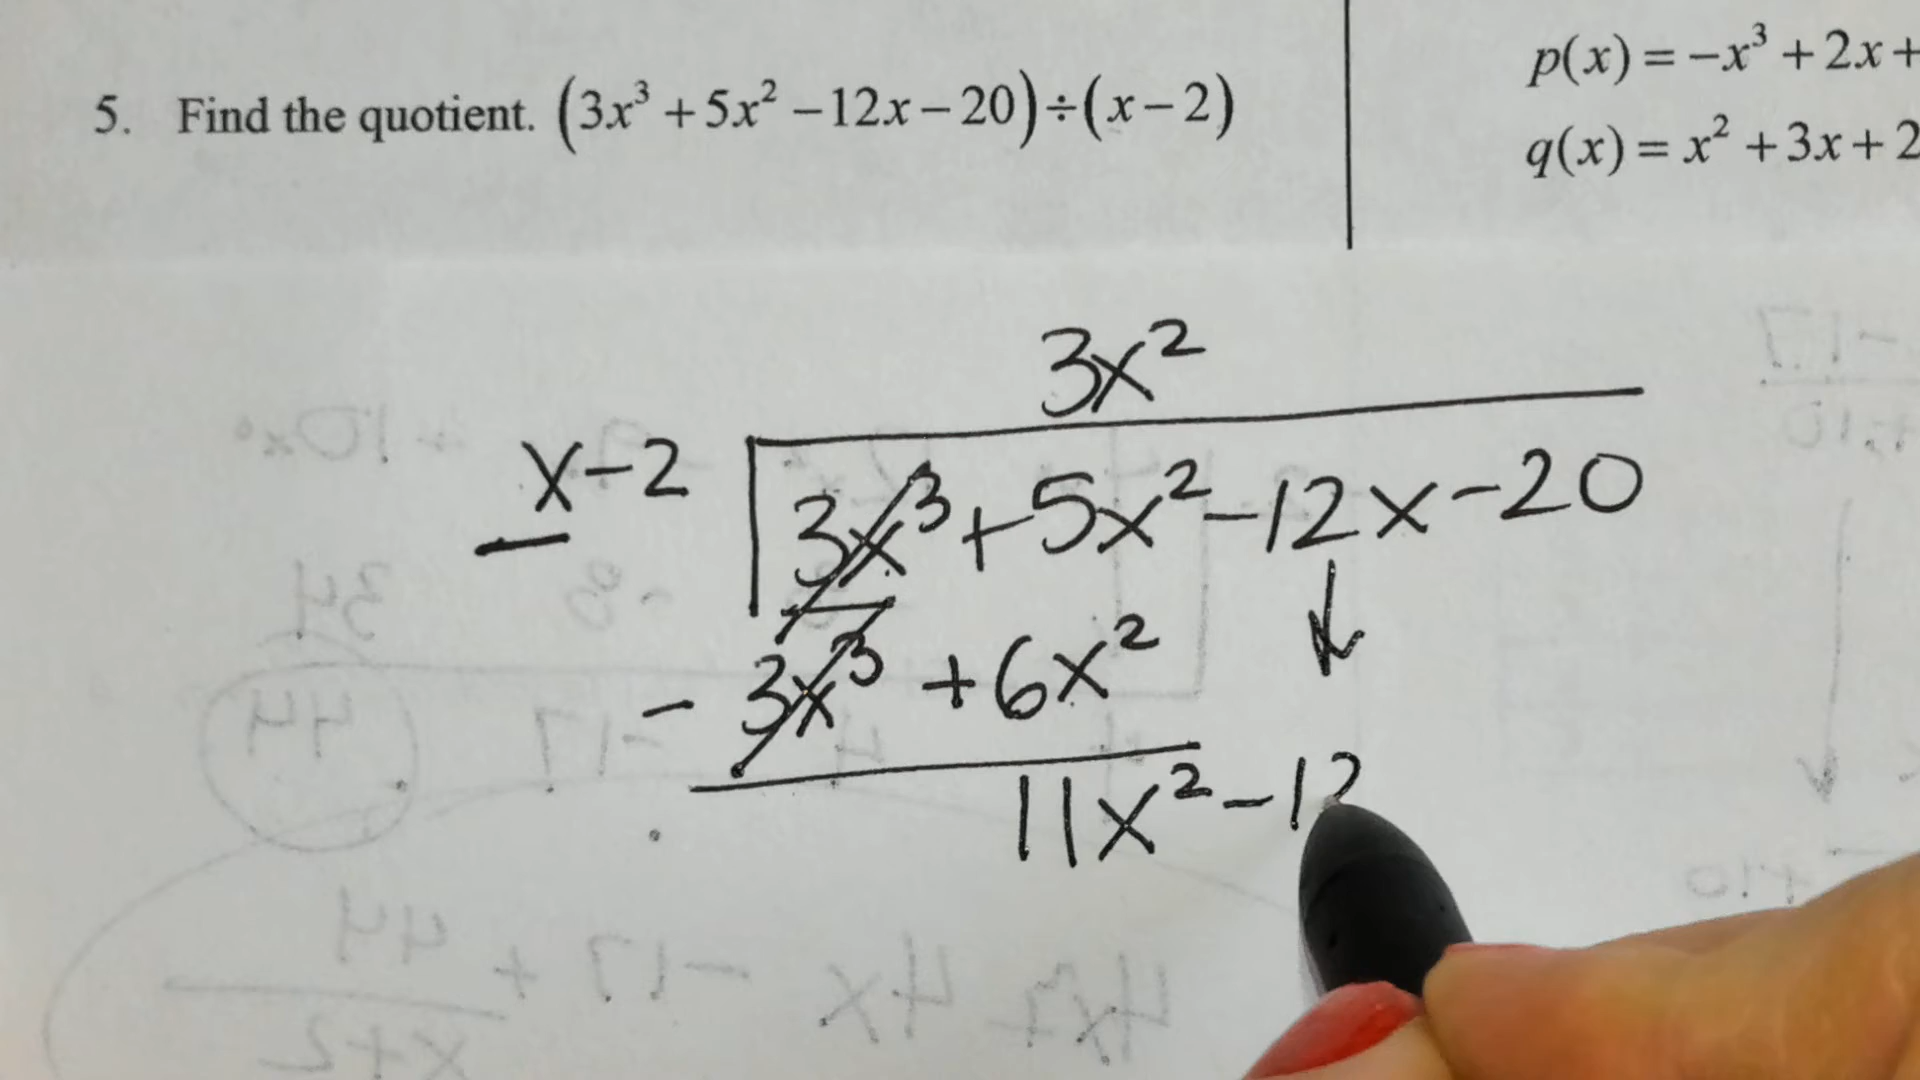 5. Find the quotient. (3x³ + 5x² − 12x − 20) ÷ (x − 2)
p(x) = −x³ + 2x +
q(x) = x² + 3x + 2
3x²
x−2 3x³ + 5x² − 12x − 20
− 3x³ + 6x²
11x² − 12